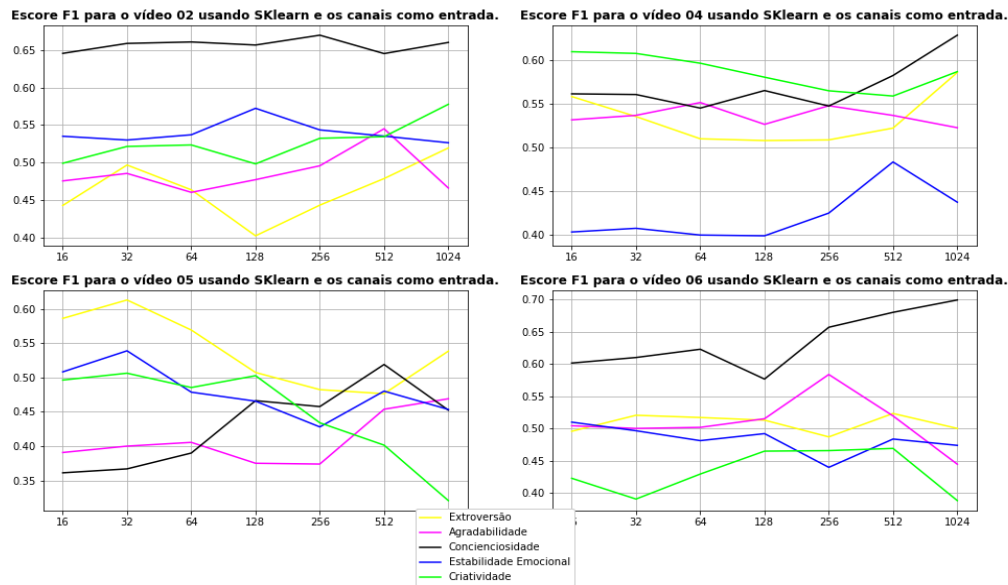 Escore F1 para o vídeo 02 usando SKlearn e os canais como entrada.
0.65
0.60
0.55
0.50
0.45
0.40
16 32 64 128 256 512 1024
Escore F1 para o vídeo 04 usando SKlearn e os canais como entrada.
0.60
0.55
0.50
0.45
0.40
16 32 64 128 256 512 1024
Escore F1 para o vídeo 05 usando SKlearn e os canais como entrada.
0.60
0.55
0.50
0.45
0.40
0.35
16 32 64 128 256 512
Escore F1 para o vídeo 06 usando SKlearn e os canais como entrada.
0.70
0.65
0.60
0.55
0.50
0.45
0.40
32 64 128 256 512 1024
Extroversão
Agradabilidade
Concienciosidade
Estabilidade Emocional
Criatividade